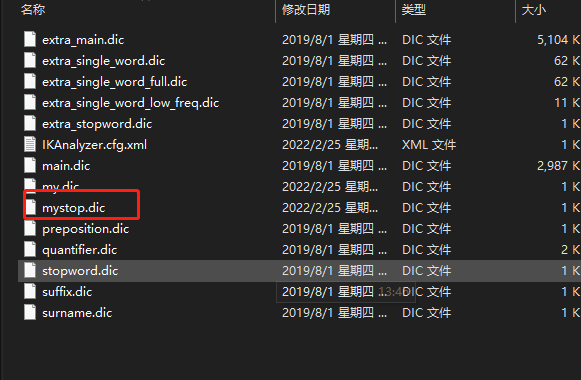 名称 修改日期 类型 大小
extra_main.dic 2019/8/1 星期四 ... DIC 文件 5,104 K
extra_single_word.dic 2019/8/1 星期四 ... DIC 文件 62 K
extra_single_word_full.dic 2019/8/1 星期四 ... DIC 文件 62 K
extra_single_word_low_freq.dic 2019/8/1 星期四 ... DIC 文件 11 K
extra_stopword.dic 2019/8/1 星期四 ... DIC 文件 1 K
IKAnalyzer.cfg.xml 2022/2/25 星期... XML 文件 1 K
main.dic 2019/8/1 星期四 ... DIC 文件 2,987 K
my.dic 2022/2/25 星期... DIC 文件 1 K
mystop.dic 2022/2/25 星期... DIC 文件 1 K
preposition.dic 2019/8/1 星期四 ... DIC 文件 1 K
quantifier.dic 2019/8/1 星期四 ... DIC 文件 2 K
stopword.dic 2019/8/1 星期四 ... DIC 文件 1 K
suffix.dic 2019/8/1 星期四 ... DIC 文件 1 K
surname.dic 2019/8/1 星期四 ... DIC 文件 1 K